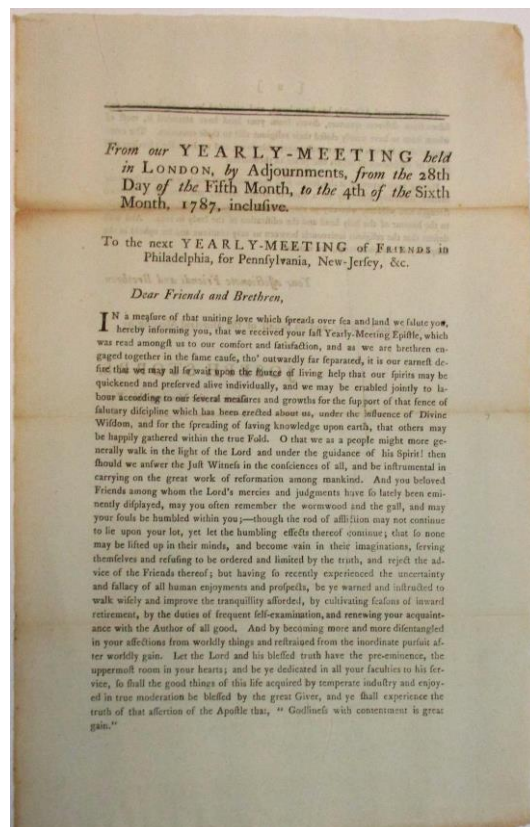 From our YEARLY-MEETING held
in LONDON, by Adjournments, from the 28th
Day of the Fifth Month, to the 4th of the Sixth
Month, 1787, incluſive.
To the next YEARLY-MEETING of FRIENDS in
Philadelphia, for Pennſylvania, New-Jerſey, &c.
Dear Friends and Brethren,
IN a meaſure of that uniting love which ſpreads over ſea and land we ſalute you,
hereby informing you, that we received your laſt Yearly-Meeting Epiſtle, which
was read amongſt us to our comfort and ſatisfaction, and as we are brethren en-
gaged together in the ſame cauſe, tho' outwardly far ſeparated, it is our earneſt de-
ſire that we may all ſo wait upon the ſource of living help that our ſpirits may be
quickened and preſerved alive individually, and we may be enabled jointly to la-
bour according to our ſeveral meaſures and growths for the ſupport of that fence of
ſalutary diſcipline which has been erected about us, under the influence of Divine
Wiſdom, and for the ſpreading of ſaving knowledge upon earth, that others may
be happily gathered within the true Fold. O that we as a people might more ge-
nerally walk in the light of the Lord and under the guidance of his Spirit! then
ſhould we anſwer the Juſt Witneſs in the conſciences of all, and be inſtrumental in
carrying on the great work of reformation among mankind. And you beloved
Friends among whom the Lord's mercies and judgments have ſo lately been emi-
nently diſplayed, may you often remember the wormwood and the gall, and may
your ſouls be humbled within you;—though the rod of affliction may not continue
to lie upon your lot, yet let the humbling effects thereof continue; that ſo none
may be lifted up in their minds, and become vain in their imaginations, ſerving
themſelves and refuſing to be ordered and limited by the truth, and reject the ad-
vice of the Friends thereof; but having ſo recently experienced the uncertainty
and fallacy of all human enjoyments and proſpects, be ye warned and inſtructed to
walk wiſely and improve the tranquillity afforded, by cultivating ſeaſons of inward
retirement, by the duties of frequent ſelf-examination, and renewing your acquaint-
ance with the Author of all good. And by becoming more and more diſentangled
in your affections from worldly things and reſtrained from the inordinate purſuit af-
ter worldly gain. Let the Lord and his bleſſed truth have the pre-eminence, the
uppermoſt room in your hearts; and be ye dedicated in all your faculties to his ſer-
vice, ſo ſhall the good things of this life acquired by temperate induſtry and enjoy-
ed in true moderation be bleſſed by the great Giver, and ye ſhall experience the
truth of that aſſertion of the Apoſtle that, "Godlineſs with contentment is great
gain."